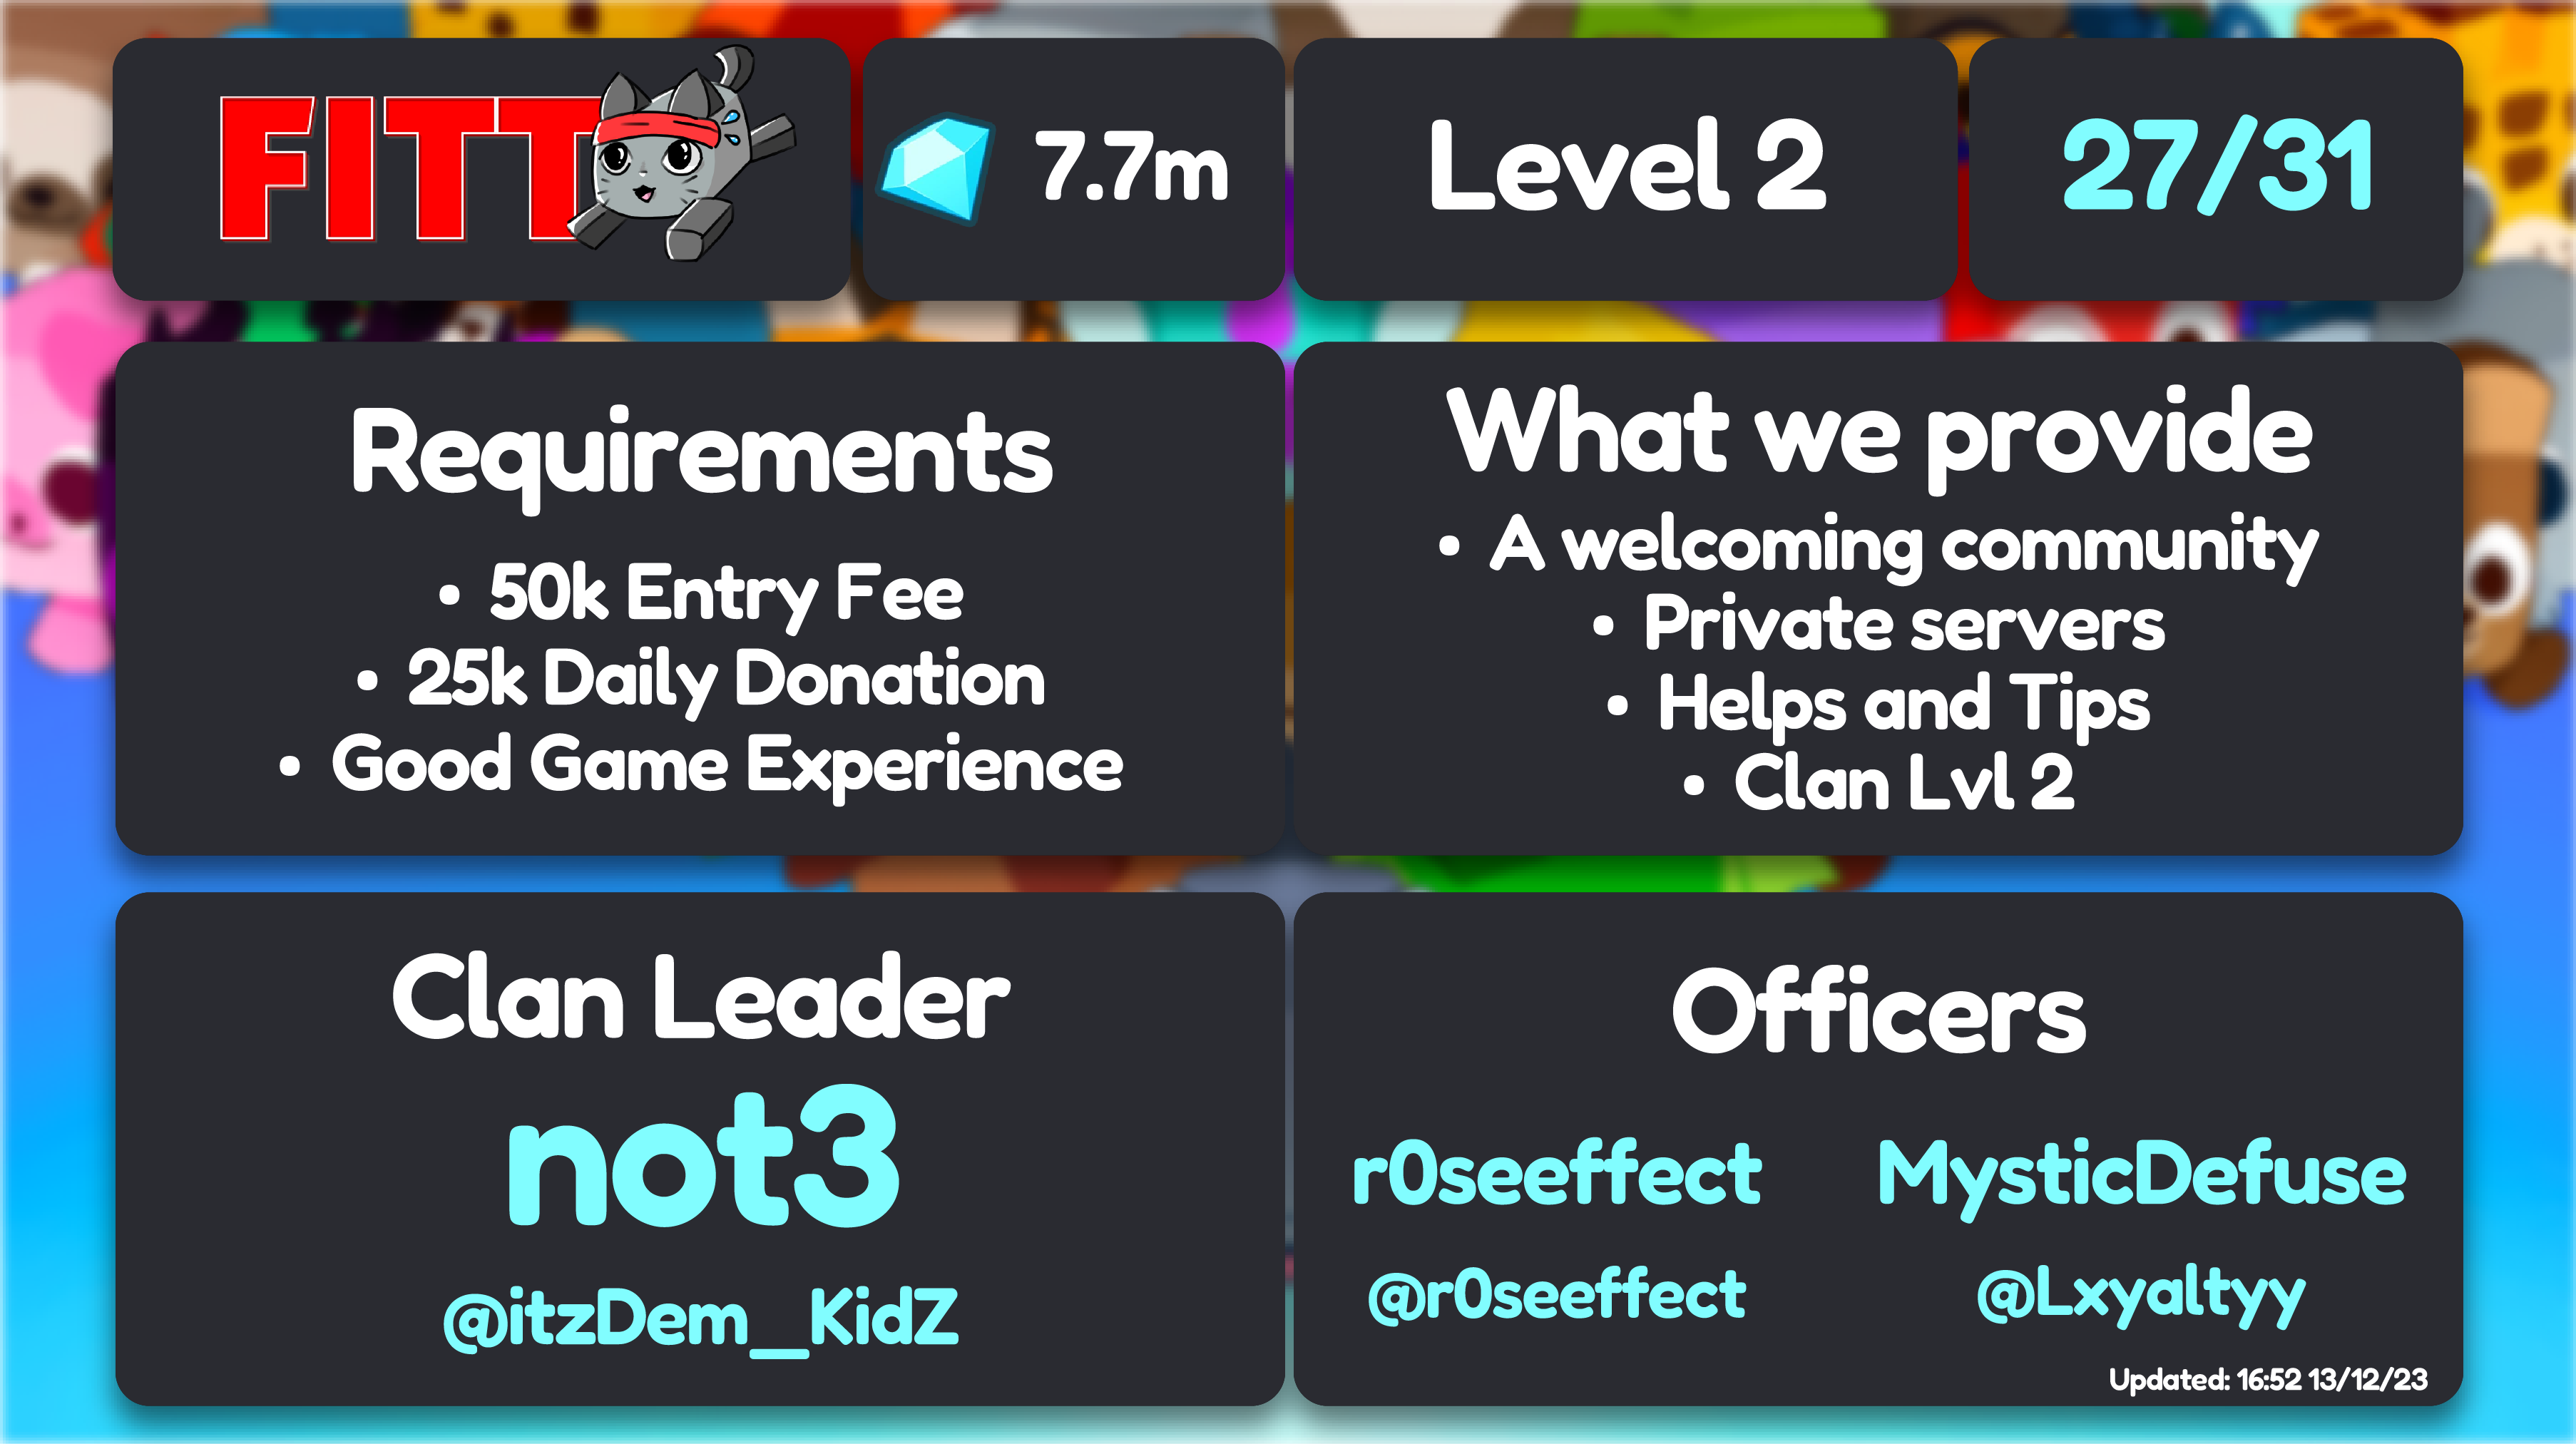 FITT
7.7m
Level 2
27/31
Requirements
• 50k Entry Fee
• 25k Daily Donation
• Good Game Experience
What we provide
• A welcoming community
• Private servers
• Helps and Tips
• Clan Lvl 2
Clan Leader
not3
@itzDem_KidZ
Officers
r0seeffect
@r0seeffect
MysticDefuse
@Lxyaltyy
Updated: 16:52 13/12/23